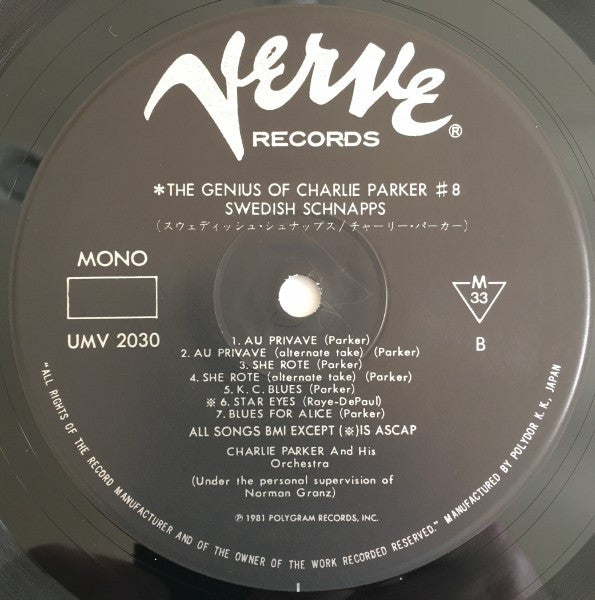 Verve
RECORDS®
*THE GENIUS OF CHARLIE PARKER #8
SWEDISH SCHNAPPS
(スウェディッシュ・シュナップス/チャーリー・パーカー)
MONO
UMV 2030
M
33
B
1. AU PRIVAVE (Parker)
2. AU PRIVAVE (alternate take) (Parker)
3. SHE ROTE (Parker)
4. SHE ROTE (alternate take) (Parker)
5. K. C. BLUES (Parker)
※ 6. STAR EYES (Raye-DePaul)
7. BLUES FOR ALICE (Parker)
ALL SONGS BMI EXCEPT (※) IS ASCAP
CHARLIE PARKER And His
Orchestra
(Under the personal supervision of
Norman Granz)
℗ 1981 POLYGRAM RECORDS, INC.
"ALL RIGHTS OF THE RECORD MANUFACTURER AND OF THE OWNER OF THE WORK RECORDED RESERVED." MANUFACTURED BY POLYDOR K. K., JAPAN